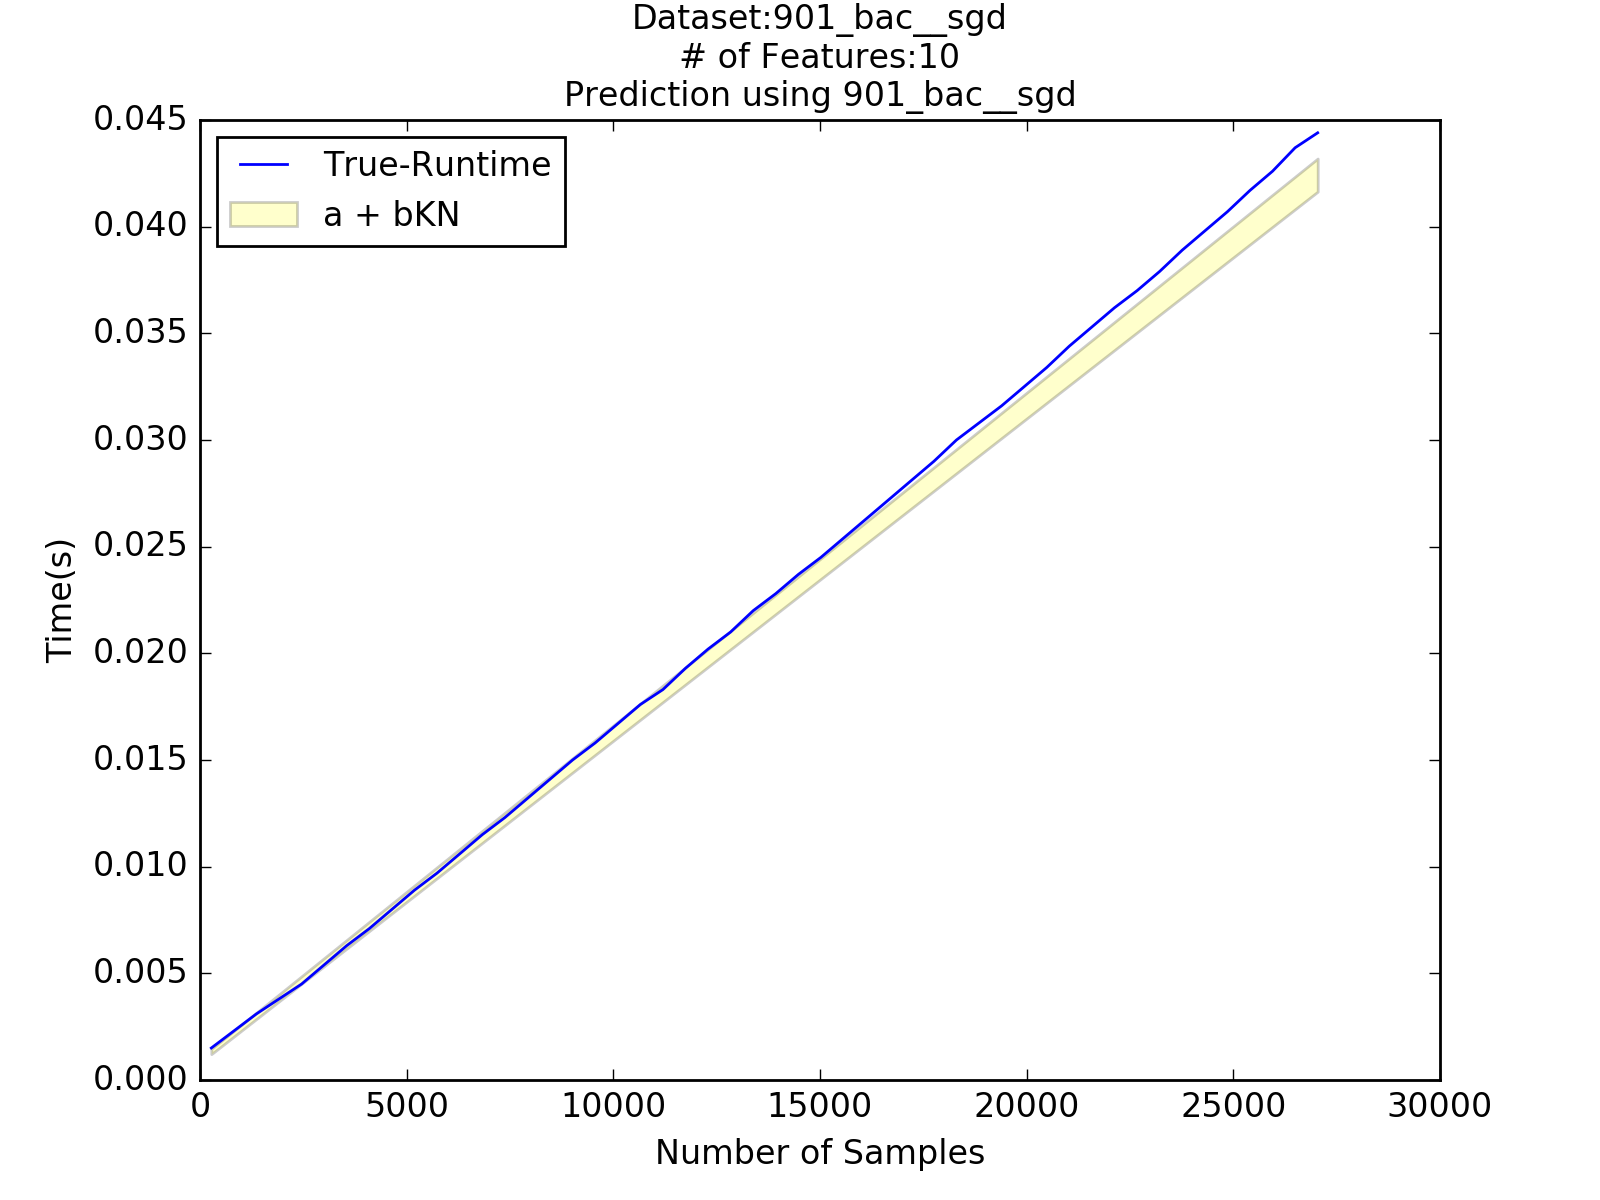 Dataset:901_bac__sgd
# of Features:10
Prediction using 901_bac__sgd
True-Runtime
a + bKN
0.045
0.040
0.035
0.030
0.025
0.020
0.015
0.010
0.005
0.000
Time(s)
0 5000 10000 15000 20000 25000 30000
Number of Samples